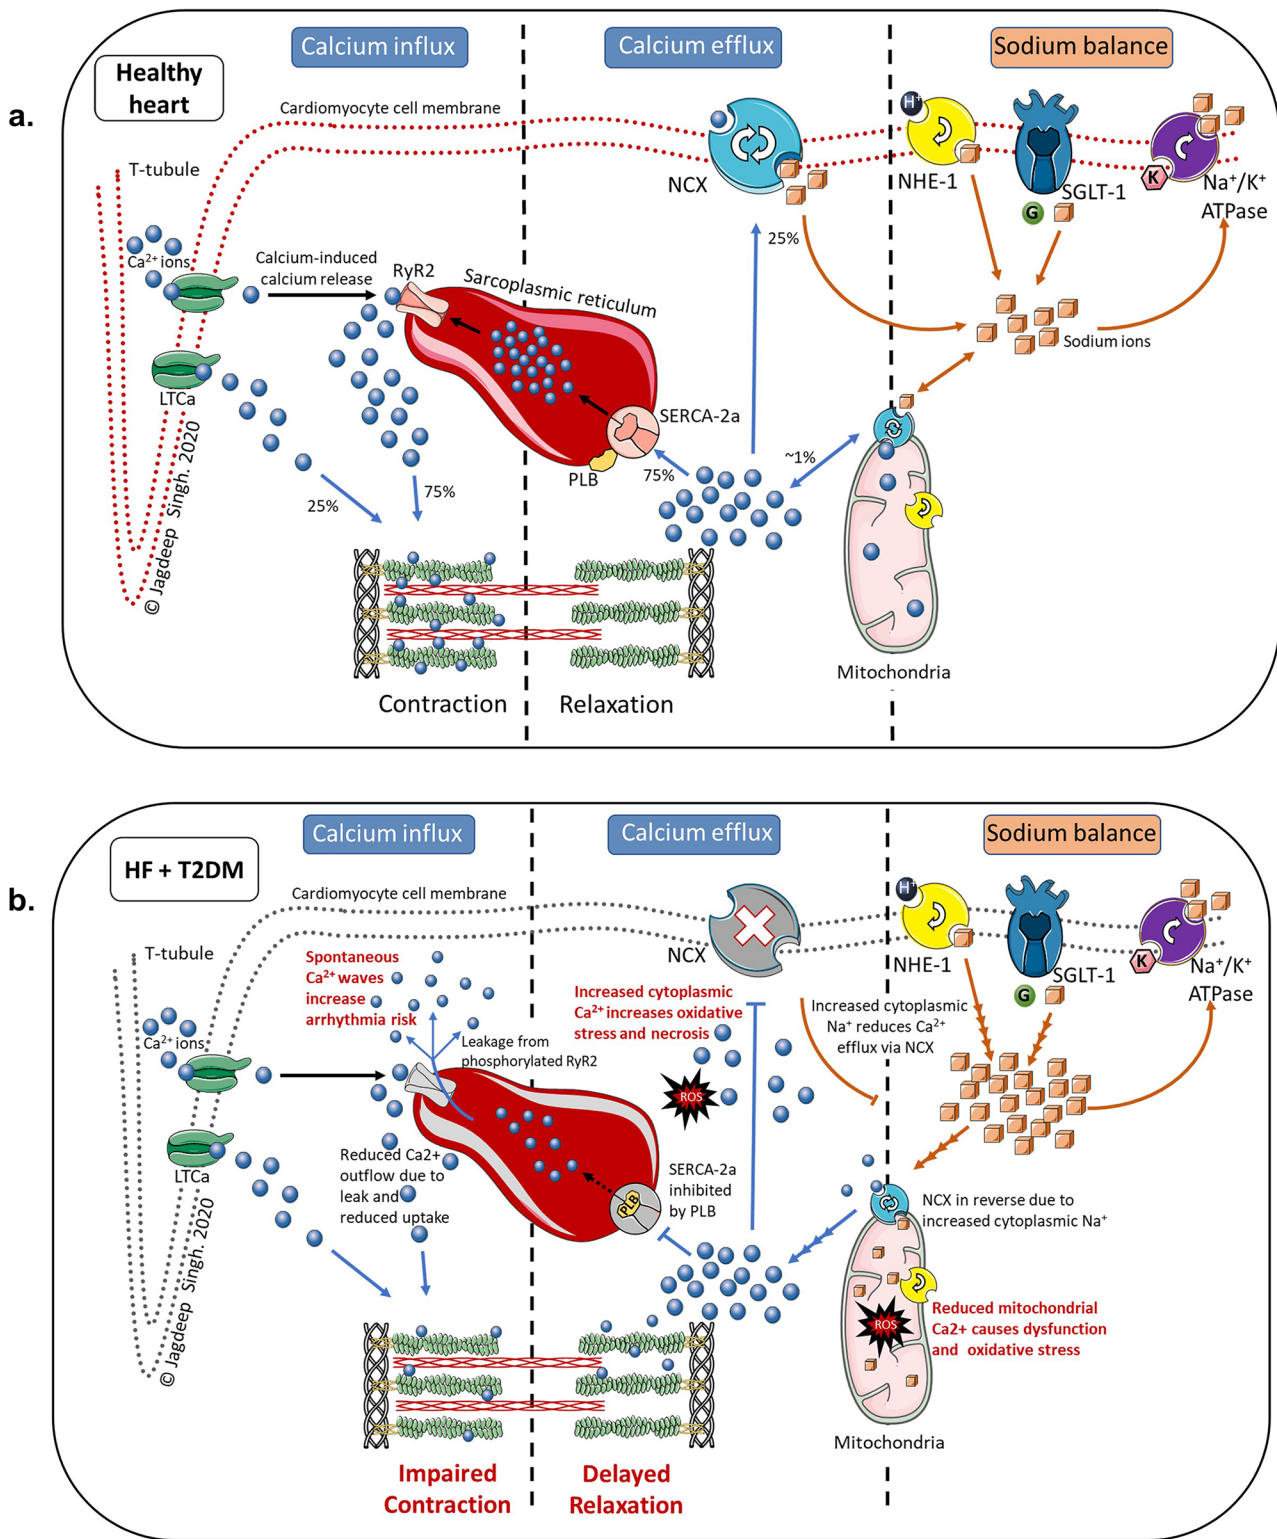 a.
Healthy
heart
Calcium influx
Calcium efflux
Sodium balance
Cardiomyocyte cell membrane
T-tubule
Ca²⁺ ions
Calcium-induced
calcium release
RyR2
Sarcoplasmic reticulum
NCX
H⁺
NHE-1
SGLT-1
G
K
Na⁺/K⁺
ATPase
25%
Sodium ions
LTCa
SERCA-2a
PLB
75%
~1%
25%
75%
© Jagdeep Singh. 2020
Mitochondria
Contraction
Relaxation
b.
HF + T2DM
Calcium influx
Calcium efflux
Sodium balance
Cardiomyocyte cell membrane
T-tubule
Ca²⁺ ions
Spontaneous
Ca²⁺ waves
increase
arrhythmia risk
Leakage from
phosphorylated RyR2
NCX
Increased cytoplasmic
Ca²⁺ increases oxidative
stress and necrosis
ROS
Increased cytoplasmic
Na⁺ reduces Ca²⁺
efflux via NCX
H⁺
NHE-1
SGLT-1
G
K
Na⁺/K⁺
ATPase
LTCa
Reduced Ca2+
outflow due to
leak and
reduced uptake
SERCA-2a
inhibited
by PLB
PLB
NCX in reverse due to
increased cytoplasmic Na⁺
ROS
Reduced mitochondrial
Ca2+ causes dysfunction
and oxidative stress
© Jagdeep Singh. 2020
Mitochondria
Impaired
Contraction
Delayed
Relaxation